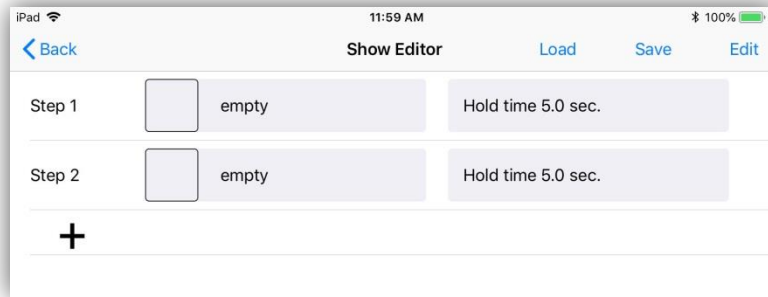 iPad 11:59 AM 100%
Back Show Editor Load Save Edit
Step 1 empty Hold time 5.0 sec.
Step 2 empty Hold time 5.0 sec.
+